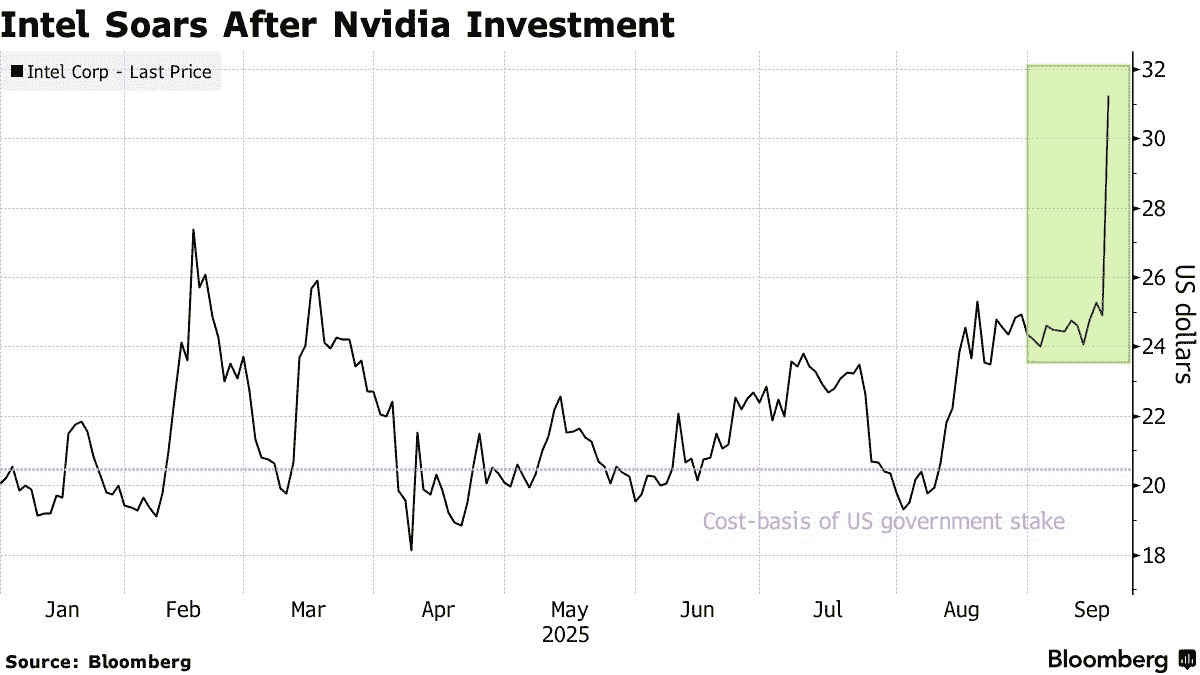 Intel Soars After Nvidia Investment
Intel Corp - Last Price
32
30
28
26
24
22
20
18
US dollars
Cost-basis of US government stake
Jan Feb Mar Apr May Jun Jul Aug Sep
2025
Source: Bloomberg
Bloomberg